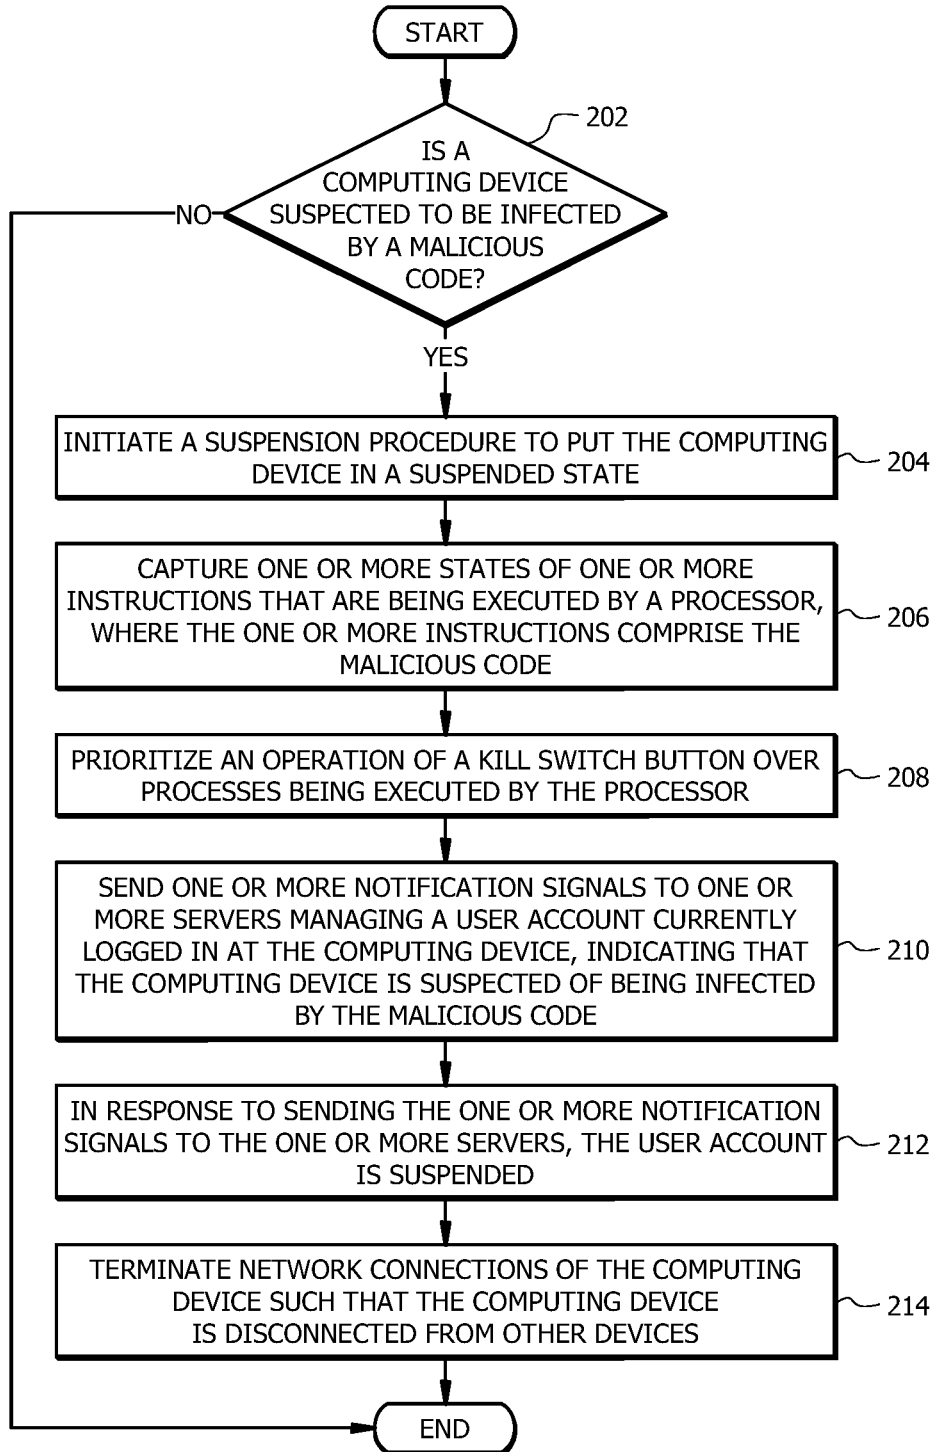 START
202
IS A
COMPUTING DEVICE
SUSPECTED TO BE INFECTED
BY A MALICIOUS
CODE?
NO
YES
INITIATE A SUSPENSION PROCEDURE TO PUT THE COMPUTING
DEVICE IN A SUSPENDED STATE
204
CAPTURE ONE OR MORE STATES OF ONE OR MORE
INSTRUCTIONS THAT ARE BEING EXECUTED BY A PROCESSOR,
WHERE THE ONE OR MORE INSTRUCTIONS COMPRISE THE
MALICIOUS CODE
206
PRIORITIZE AN OPERATION OF A KILL SWITCH BUTTON OVER
PROCESSES BEING EXECUTED BY THE PROCESSOR
208
SEND ONE OR MORE NOTIFICATION SIGNALS TO ONE OR
MORE SERVERS MANAGING A USER ACCOUNT CURRENTLY
LOGGED IN AT THE COMPUTING DEVICE, INDICATING THAT
THE COMPUTING DEVICE IS SUSPECTED OF BEING INFECTED
BY THE MALICIOUS CODE
210
IN RESPONSE TO SENDING THE ONE OR MORE NOTIFICATION
SIGNALS TO THE ONE OR MORE SERVERS, THE USER ACCOUNT
IS SUSPENDED
212
TERMINATE NETWORK CONNECTIONS OF THE COMPUTING
DEVICE SUCH THAT THE COMPUTING DEVICE
IS DISCONNECTED FROM OTHER DEVICES
214
END